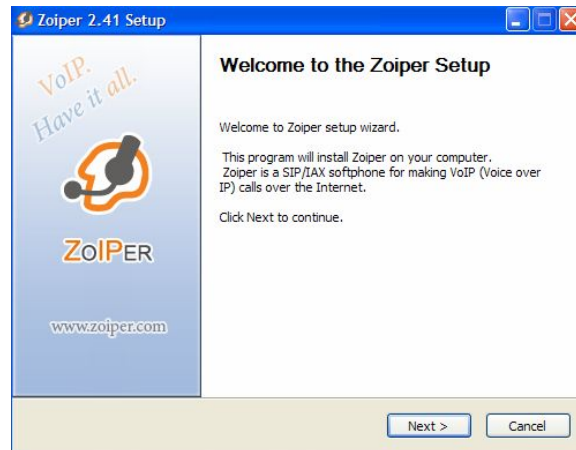 Zoiper 2.41 Setup
VoIP.
Have it all.
ZoIPER
www.zoiper.com
Welcome to the Zoiper Setup
Welcome to Zoiper setup wizard.
This program will install Zoiper on your computer.
Zoiper is a SIP/IAX softphone for making VoIP (Voice over
IP) calls over the Internet.
Click Next to continue.
Next >
Cancel